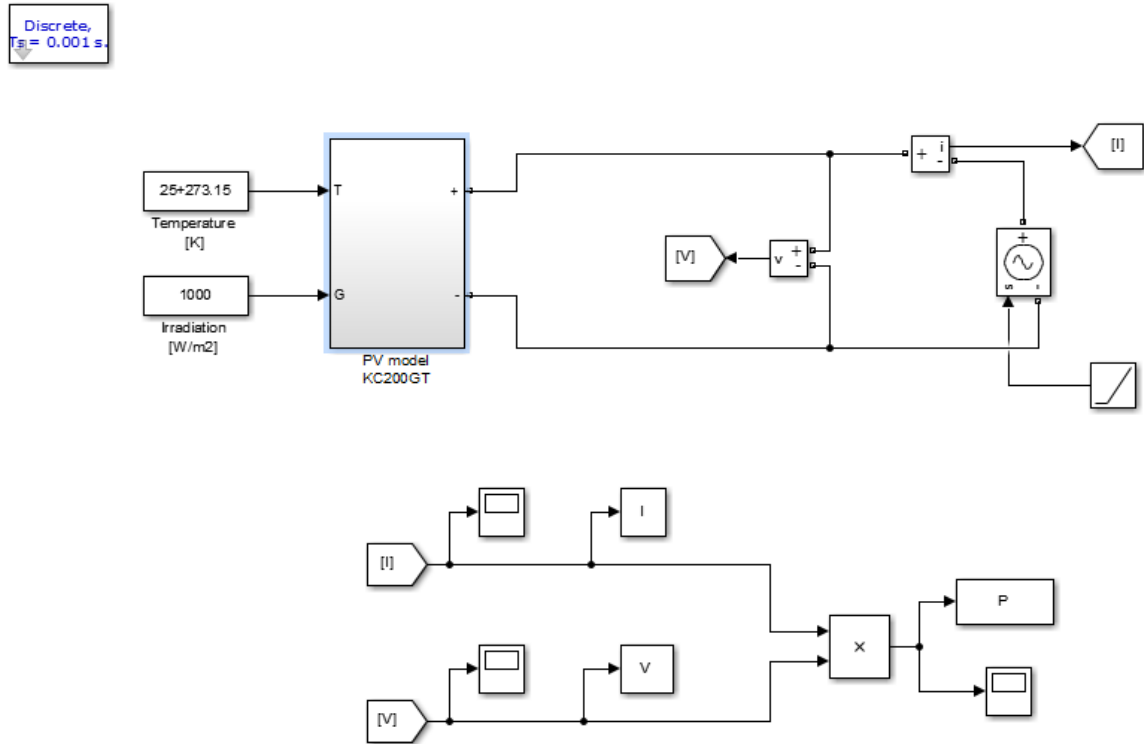 Discrete,
Ts = 0.001 s.
+
i
-
[I]
25+273.15
T
+
Temperature
[K]
[V]
v
+
-
+
s
-
1000
G
-
Irradiation
[W/m2]
PV model
KC200GT
I
[I]
P
×
V
[V]